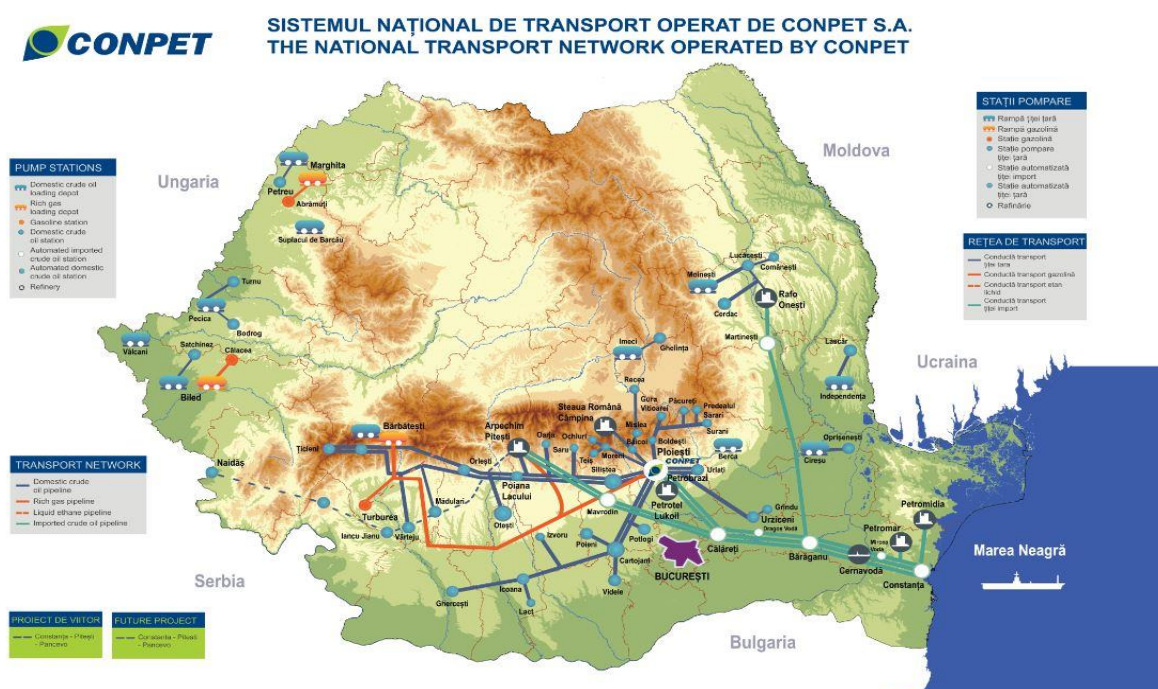 CONPET
SISTEMUL NAȚIONAL DE TRANSPORT OPERAT DE CONPET S.A.
THE NATIONAL TRANSPORT NETWORK OPERATED BY CONPET
PUMP STATIONS
Domestic crude oil
loading depot
Rich gas
loading depot
Gasoline station
Domestic crude
oil station
Automated imported
crude oil station
Automated domestic
crude oil station
Refinery
TRANSPORT NETWORK
Domestic crude
oil pipeline
Rich gas pipeline
Liquid ethane pipeline
Imported crude oil pipeline
PROIECT DE VIITOR
Constanța - Pitești
- Pancevo
FUTURE PROJECT
- Pancevo
STAȚII POMPARE
Rampă țiței țară
Rampă gazolină
Stație gazolină
Stație pompare
țiței țară
Stație automatizată
țiței import
Stație automatizată
țiței țară
Rafinărie
REȚEA DE TRANSPORT
Conductă transport
țiței țară
Conductă transport gazolină
Conductă transport etan
lichid
Conductă transport
țiței import
Ungaria
Moldova
Ucraina
Serbia
Bulgaria
Marea Neagră
Marghita
Petreu
Abrămuți
Suplacul de Barcău
Turnu
Pecica
Bodrog
Vălcani
Satchinez
Călacea
Biled
Lucăcești
Comănești
Moinești
Cerdac
Rafo
Onești
Martinești
Lascăr
Independența
Imeci
Ghelința
Recea
Gura
Vitioarei
Păcureți
Predealul
Sarari
Steaua Română
Câmpina
Mislea
Surani
Băicoi
Boldești
Ploiești
CONPET
Urlați
Berca
Oprișenești
Cireșu
Bărbătești
Țicleni
Arpechim
Pitești
Oarja
Saru
Ochiuri
Moreni
Teiș
Siliștea
Orlești
Petrobrazi
Petrotel
Lukoil
Naidăș
Poiana
Lacului
Mădulari
Otești
Turburea
Iancu Jianu
Vârteju
Mavrodin
Grindu
Urziceni
Dragoș Vodă
Petromidia
Petromar
Mircea
Vodă
Izvoru
Poieni
Potlogi
Cartojani
Călăreți
Bărăganu
Cernavodă
BUCUREȘTI
Constanța
Icoana
Videle
Ghercești
Lact